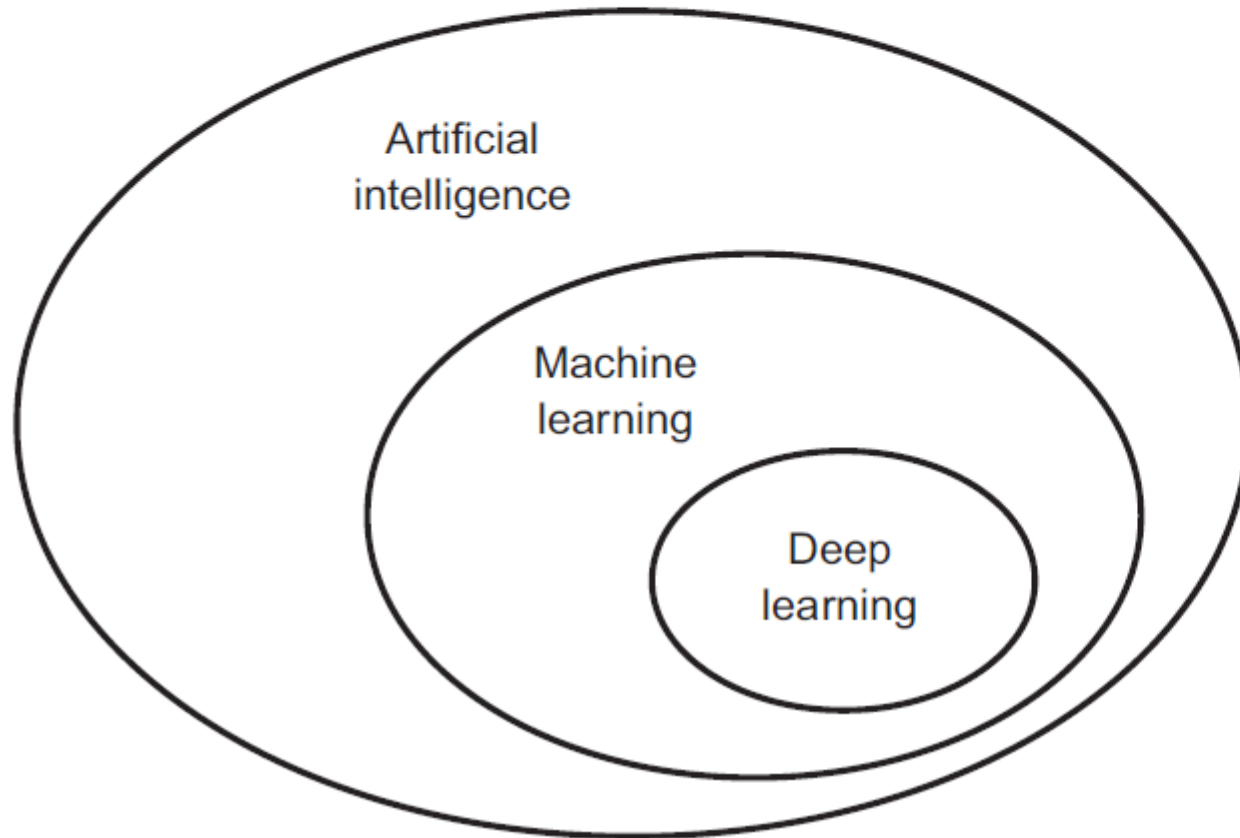 Artificial
intelligence
Machine
learning
Deep
learning